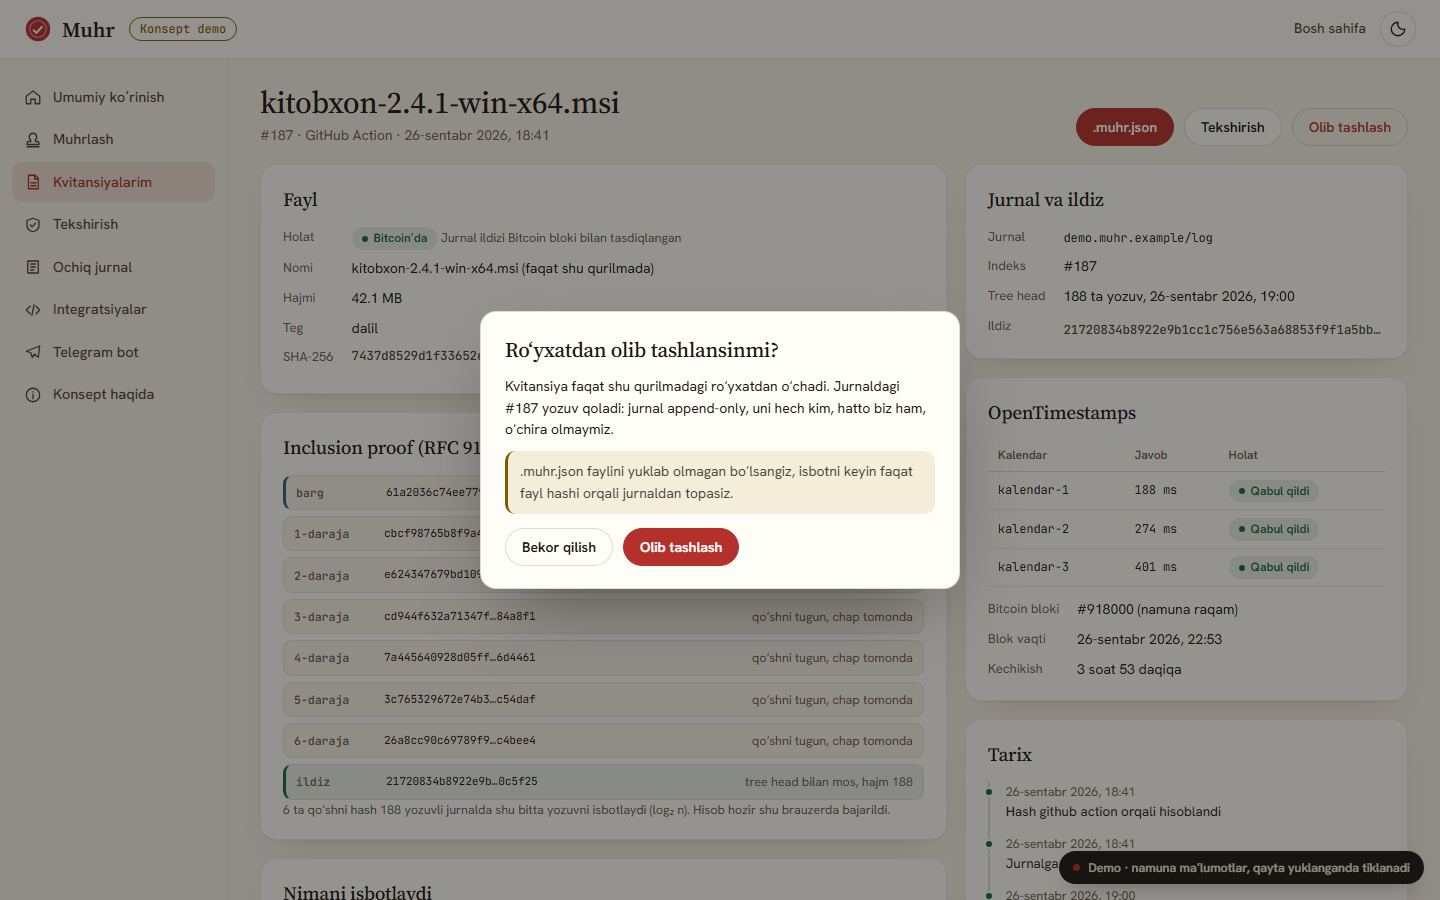 Muhr
Konsept demo
Bosh sahifa
Umumiy ko‘rinish
Muhrlash
Kvitansiyalarim
Tekshirish
Ochiq jurnal
Integratsiyalar
Telegram bot
Konsept haqida
kitobxon-2.4.1-win-x64.msi
#187 · GitHub Action · 26-sentabr 2026, 18:41
.muhr.json
Tekshirish
Olib tashlash
Fayl
Holat
Bitcoin’da
Jurnal ildizi Bitcoin bloki bilan tasdiqlangan
Nomi
kitobxon-2.4.1-win-x64.msi (faqat shu qurilmada)
Hajmi
42.1 MB
Teg
dalil
SHA-256
7437d8529d1f33652
Inclusion proof (RFC 91
barg
61a2036c74ee77
1-daraja
cbcf98765b8f9a4
2-daraja
e624347679bd109
3-daraja
cd944f632a71347f…84a8f1
qo‘shni tugun, chap tomonda
4-daraja
7a445640928d05ff…6d4461
qo‘shni tugun, chap tomonda
5-daraja
3c765329672e74b3…c54daf
qo‘shni tugun, chap tomonda
6-daraja
26a8cc90c69789f9…c4bee4
qo‘shni tugun, chap tomonda
ildiz
21720834b8922e9b…0c5f25
tree head bilan mos, hajm 188
6 ta qo‘shni hash 188 yozuvli jurnalda shu bitta yozuvni isbotlaydi (log₂ n). Hisob hozir shu brauzerda bajarildi.
Nimani isbotlaydi
Ro‘yxatdan olib tashlansinmi?
Kvitansiya faqat shu qurilmadagi ro‘yxatdan o‘chadi. Jurnaldagi
#187 yozuv qoladi: jurnal append-only, uni hech kim, hatto biz ham,
o‘chira olmaymiz.
.muhr.json faylini yuklab olmagan bo‘lsangiz, isbotni keyin faqat
fayl hashi orqali jurnaldan topasiz.
Bekor qilish
Olib tashlash
Jurnal va ildiz
Jurnal
demo.muhr.example/log
Indeks
#187
Tree head
188 ta yozuv, 26-sentabr 2026, 19:00
Ildiz
21720834b8922e9b1cc1c756e563a68853f9f1a5bb…
OpenTimestamps
Kalendar
Javob
Holat
kalendar-1
188 ms
Qabul qildi
kalendar-2
274 ms
Qabul qildi
kalendar-3
401 ms
Qabul qildi
Bitcoin bloki
#918000 (namuna raqam)
Blok vaqti
26-sentabr 2026, 22:53
Kechikish
3 soat 53 daqiqa
Tarix
26-sentabr 2026, 18:41
Hash github action orqali hisoblandi
26-sentabr 2026, 18:41
Jurnalga
26-sentabr 2026, 19:00
Demo · namuna ma’lumotlar, qayta yuklanganda tiklanadi